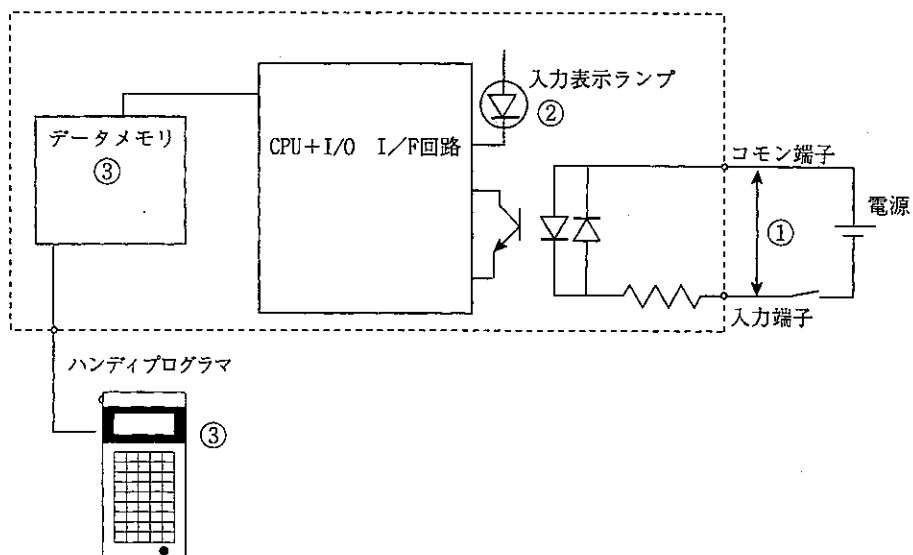 入力表示ランプ
②
データメモリ
③
CPU+I/O I/F回路
コモン端子
電源
①
入力端子
ハンディプログラマ
③